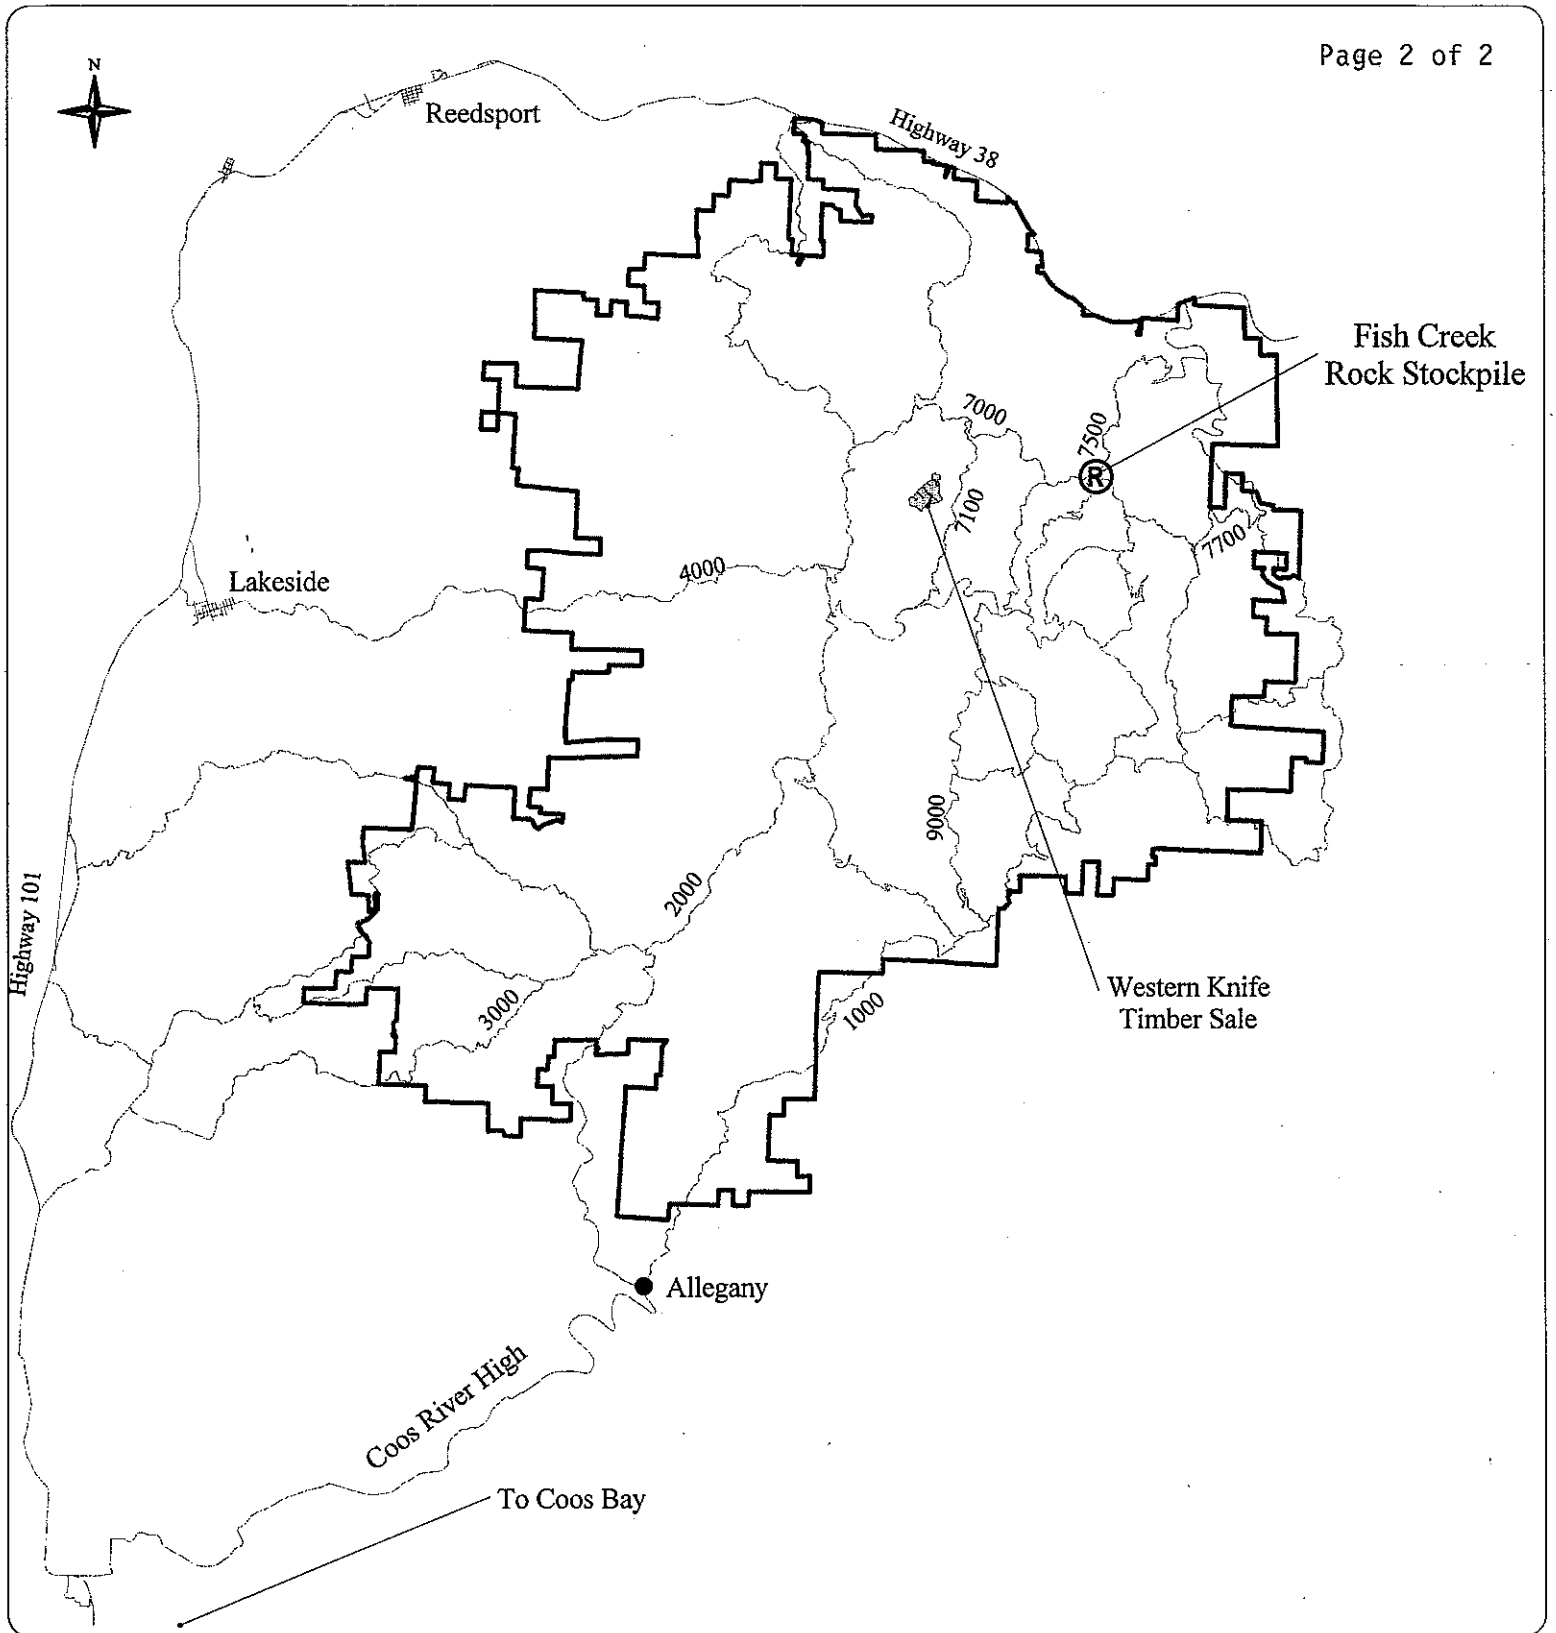 Page 2 of 2
N
Reedsport
Highway 38
Fish Creek
Rock Stockpile
7000
7500
R
7100
7700
4000
Lakeside
9000
2000
Highway 101
Western Knife
Timber Sale
3000
1000
Allegany
Coos River High
To Coos Bay